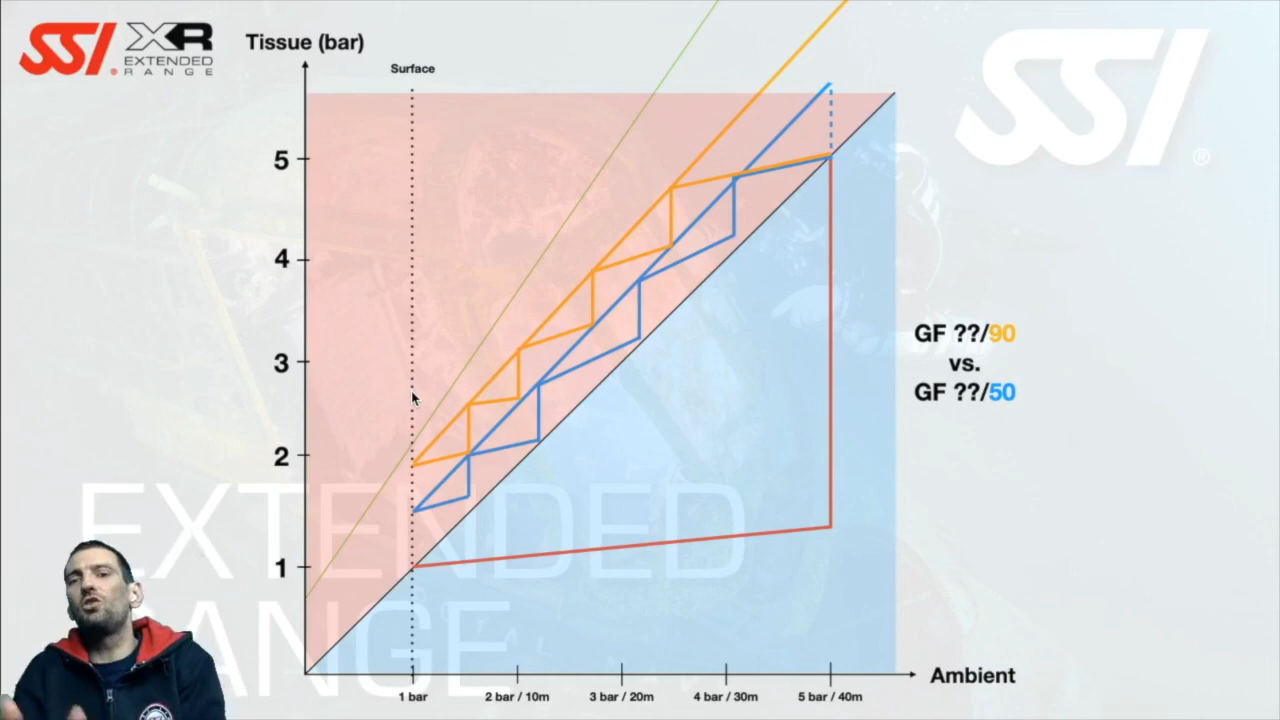 SSI
XR
EXTENDED
RANGE
Tissue (bar)
Surface
SSI
®
5
4
3
2
1
GF ??/90
vs.
GF ??/50
EXTENDED
RANGE
Ambient
1 bar
2 bar / 10m
3 bar / 20m
4 bar / 30m
5 bar / 40m